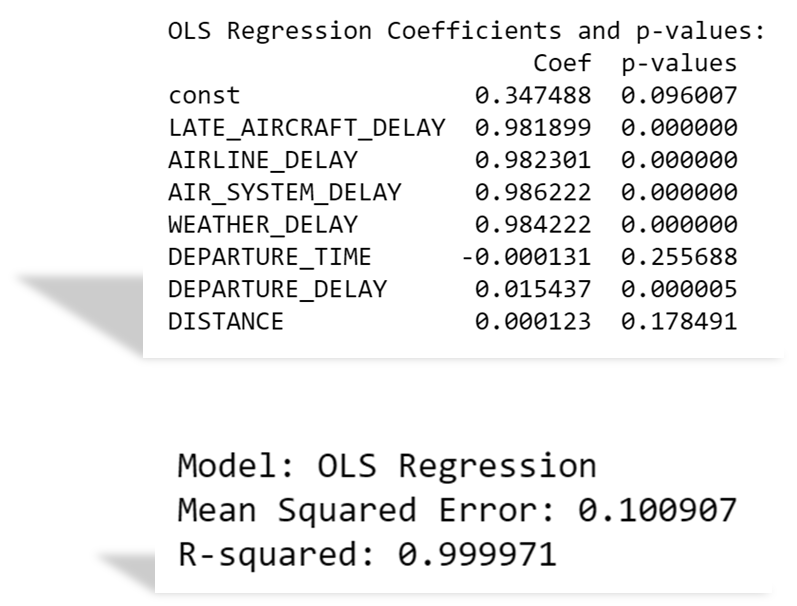 OLS Regression Coefficients and p-values:
Coef p-values
const 0.347488 0.096007
LATE_AIRCRAFT_DELAY 0.981899 0.000000
AIRLINE_DELAY 0.982301 0.000000
AIR_SYSTEM_DELAY 0.986222 0.000000
WEATHER_DELAY 0.984222 0.000000
DEPARTURE_TIME -0.000131 0.255688
DEPARTURE_DELAY 0.015437 0.000005
DISTANCE 0.000123 0.178491
Model: OLS Regression
Mean Squared Error: 0.100907
R-squared: 0.999971